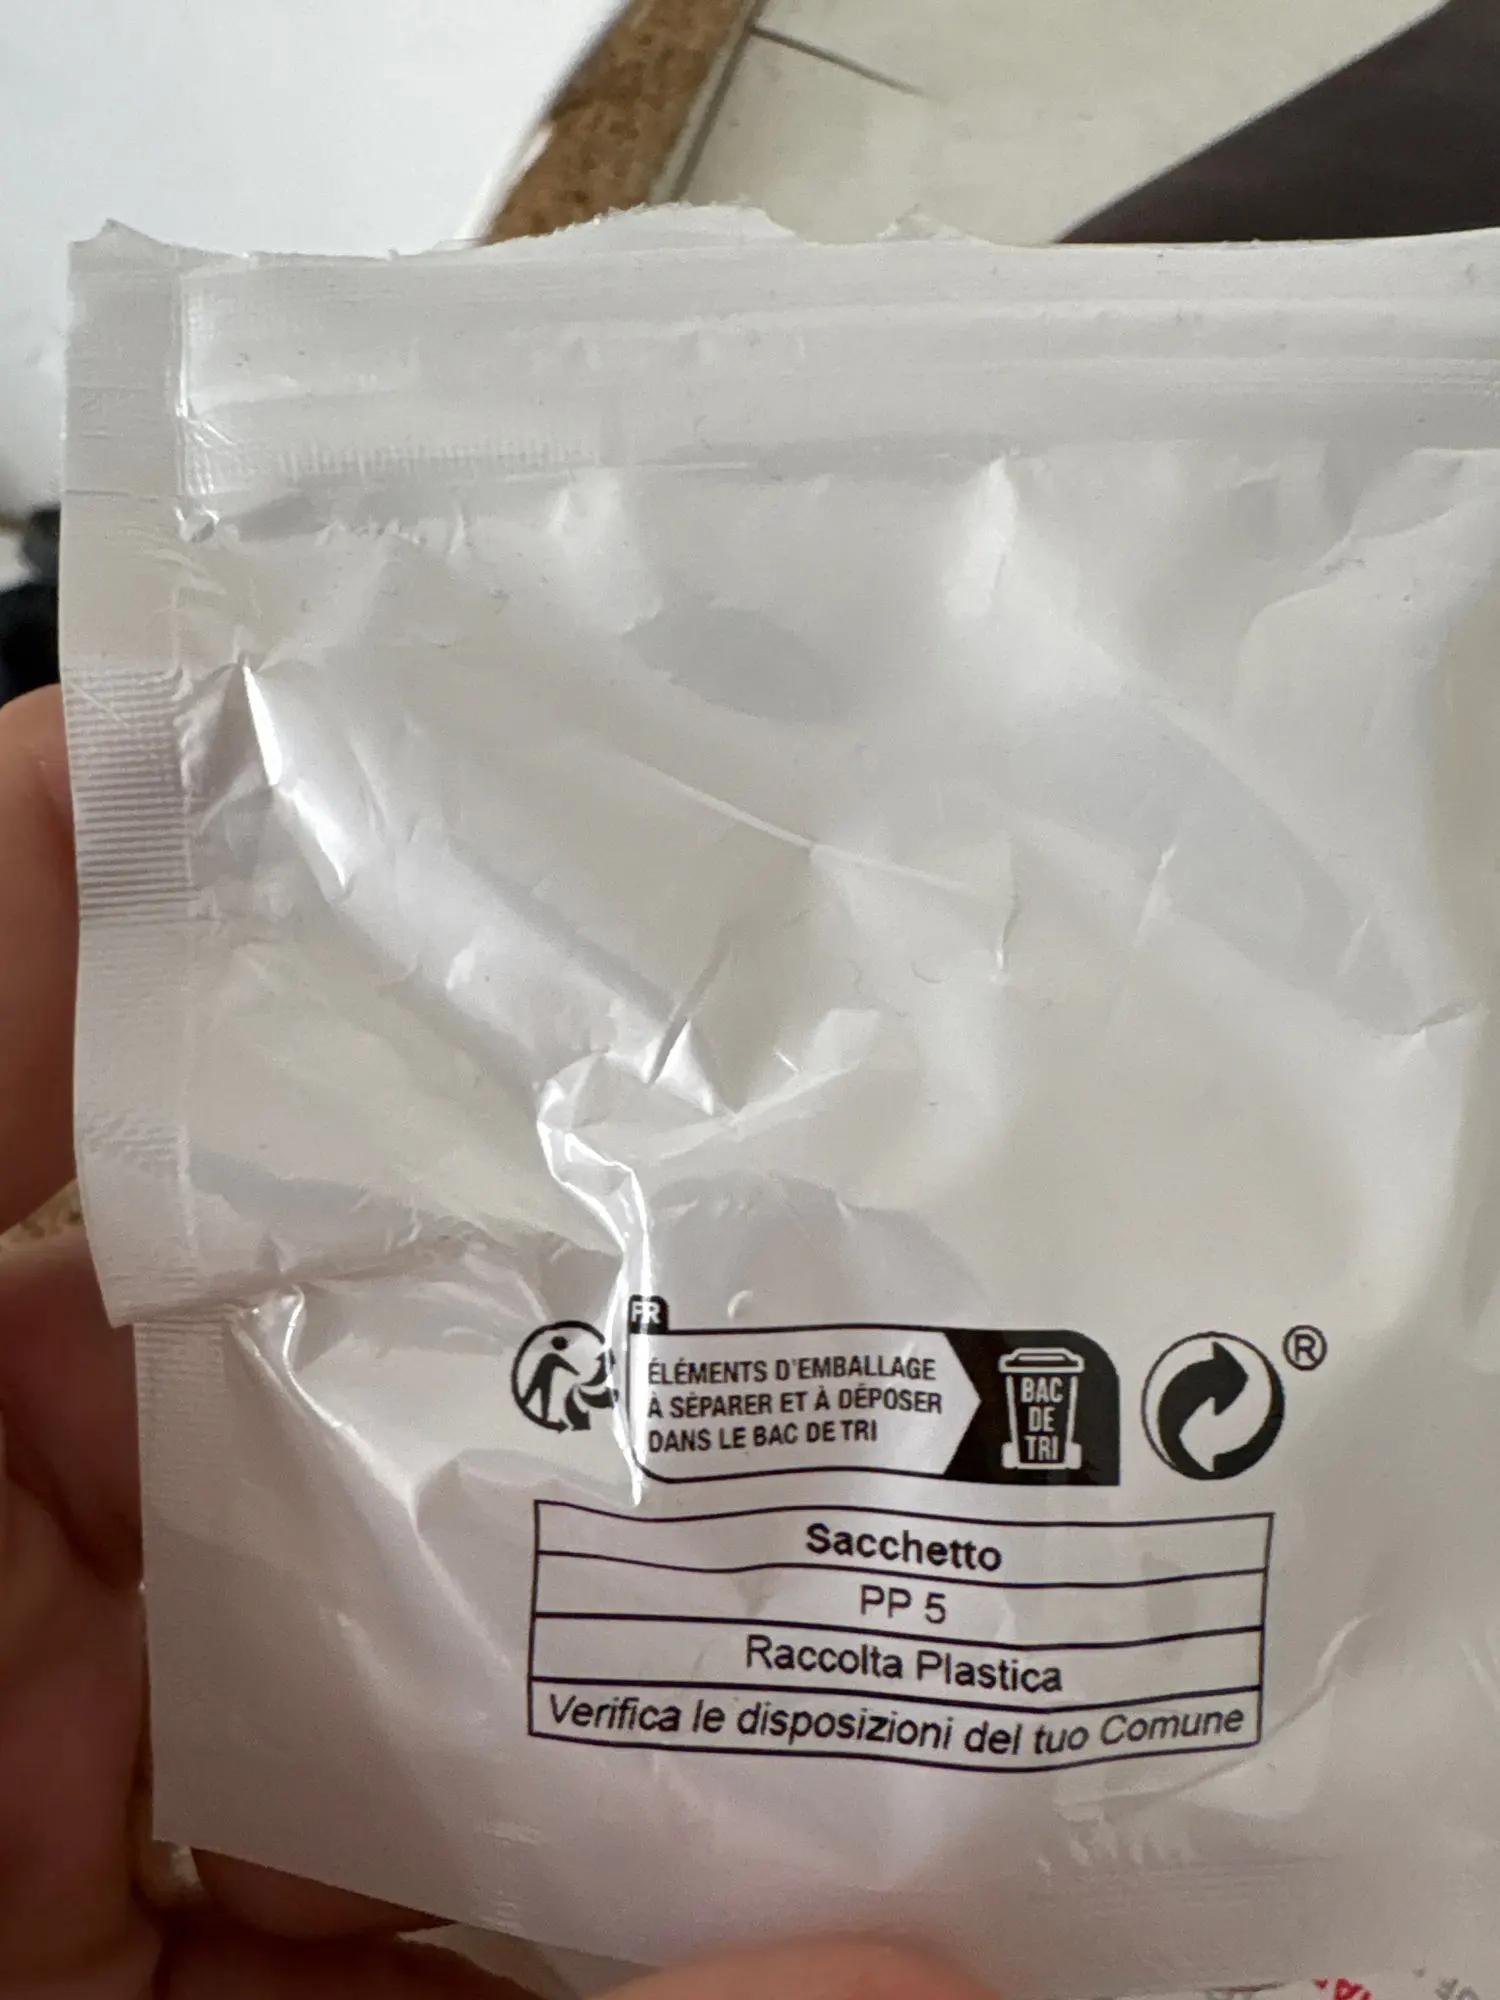 FR
ÉLÉMENTS D'EMBALLAGE
À SÉPARER ET À DÉPOSER
DANS LE BAC DE TRI
BAC
DE
TRI
®
Sacchetto
PP 5
Raccolta Plastica
Verifica le disposizioni del tuo Comune